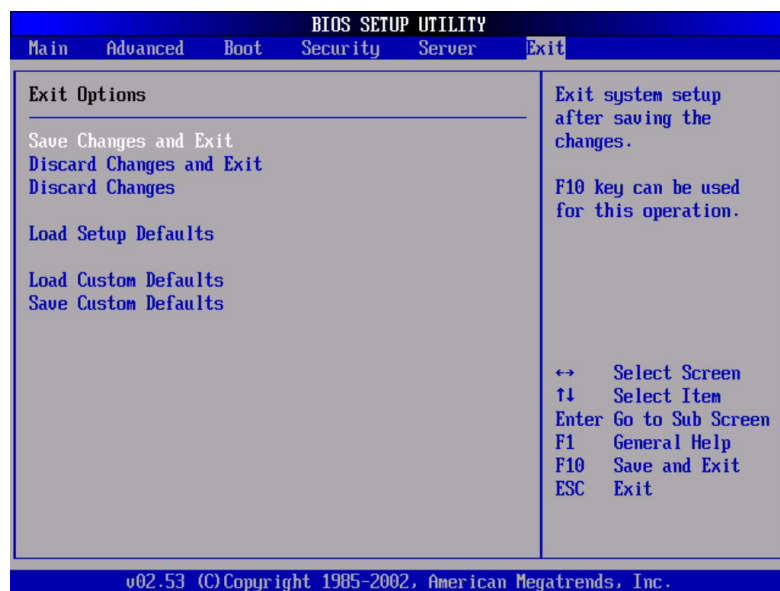 BIOS SETUP UTILITY
Main Advanced Boot Security Server Exit
Exit Options
Save Changes and Exit
Discard Changes and Exit
Discard Changes
Load Setup Defaults
Load Custom Defaults
Save Custom Defaults
Exit system setup
after saving the
changes.
F10 key can be used
for this operation.
↔ Select Screen
↑↓ Select Item
Enter Go to Sub Screen
F1 General Help
F10 Save and Exit
ESC Exit
v02.53 (C)Copyright 1985-2002, American Megatrends, Inc.